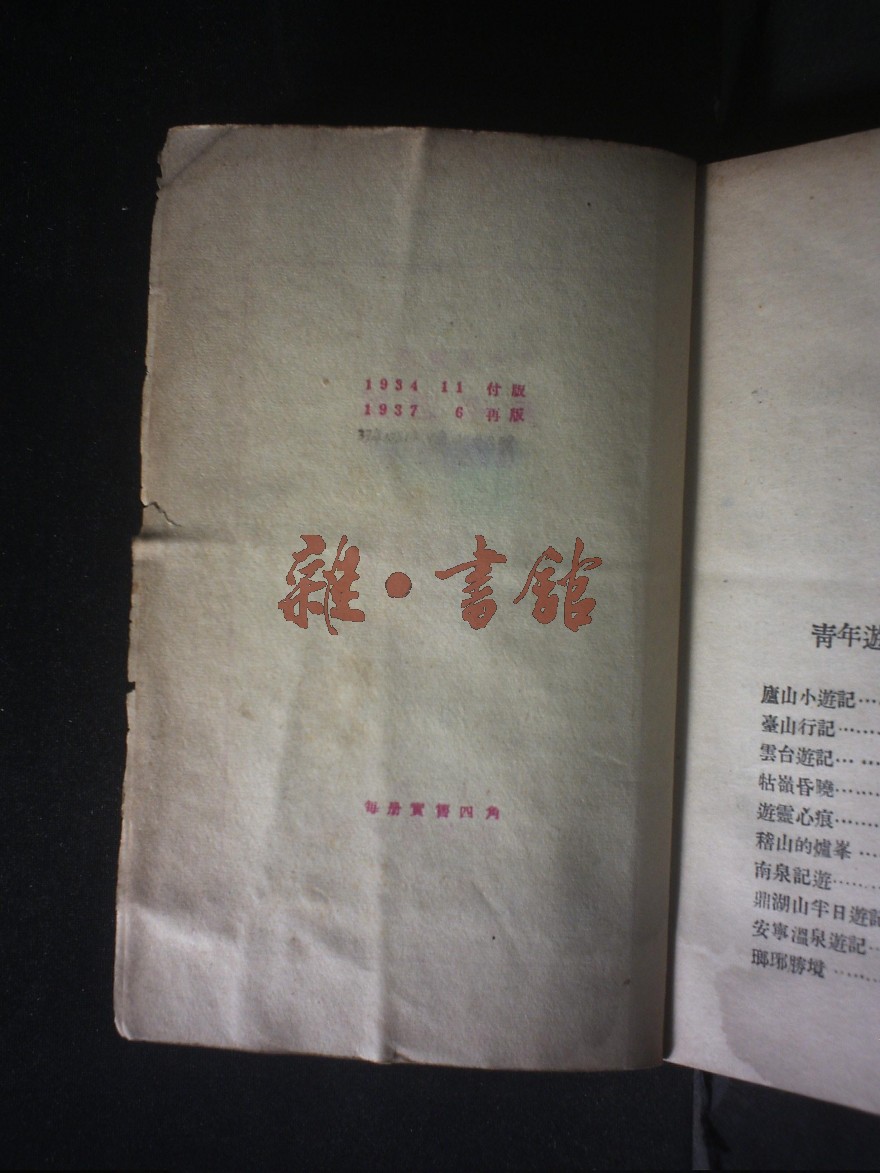 1934 11 付版
1937 6 再版
雜·書館
每册實售四角
青年遊
廬山小遊記……
臺山行記……
雲台遊記……
牯嶺昏曉……
遊靈心痕……
稽山的爐峯……
南泉記遊……
鼎湖山半日遊記
安寧溫泉遊記…
瑯琊勝蹟……